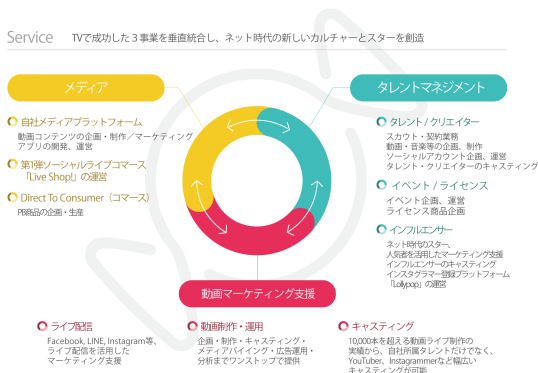 Service TVで成功した3事業を垂直統合し、ネット時代の新しいカルチャーとスターを創造
メディア
自社メディアプラットフォーム
動画コンテンツの企画・制作／マーケティング
アプリの開発、運営
第1弾ソーシャルライブコマース
「Live Shop!」の運営
Direct To Consumer（コマース）
PB商品の企画・生産
タレントマネジメント
タレント / クリエイター
スカウト・契約業務
動画・音楽等の企画、制作
ソーシャルアカウント企画、運営
タレント・クリエイターのキャスティング
イベント / ライセンス
イベント企画、運営
ライセンス商品企画
インフルエンサー
ネット時代のスター、
人気者を活用したマーケティング支援
インフルエンサーのキャスティング
インスタグラマー登録プラットフォーム
「Lollypop」の運営
動画マーケティング支援
ライブ配信
Facebook, LINE, Instagram等、
ライブ配信を活用した
マーケティング支援
動画制作・運用
企画・制作・キャスティング・
メディアバイイング・広告運用・
分析までワンストップで提供
キャスティング
10,000本を超える動画ライブ制作の
実績から、自社所属タレントだけでなく、
YouTuber、Instagrammerなど幅広い
キャスティングが可能